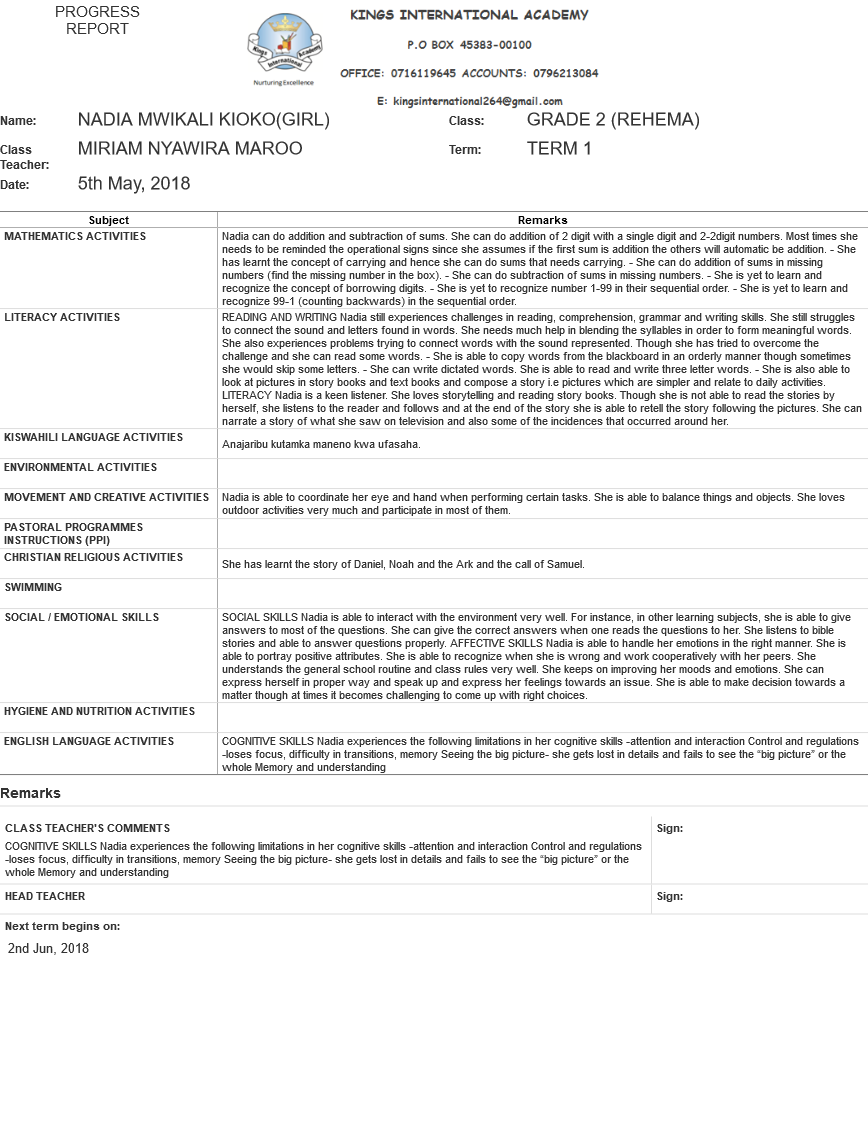 PROGRESS
REPORT
Kings International Academy
Nurturing Excellence
KINGS INTERNATIONAL ACADEMY
P.O BOX 45383-00100
OFFICE: 0716119645 ACCOUNTS: 0796213084
E: kingsinternational264@gmail.com
Name: NADIA MWIKALI KIOKO(GIRL) Class: GRADE 2 (REHEMA)
Class Teacher: MIRIAM NYAWIRA MAROO Term: TERM 1
Date: 5th May, 2018
Subject Remarks
MATHEMATICS ACTIVITIES Nadia can do addition and subtraction of sums. She can do addition of 2 digit with a single digit and 2-2digit numbers. Most times she
needs to be reminded the operational signs since she assumes if the first sum is addition the others will automatic be addition. - She
has learnt the concept of carrying and hence she can do sums that needs carrying. - She can do addition of sums in missing
numbers (find the missing number in the box). - She can do subtraction of sums in missing numbers. - She is yet to learn and
recognize the concept of borrowing digits. - She is yet to recognize number 1-99 in their sequential order. - She is yet to learn and
recognize 99-1 (counting backwards) in the sequential order.
LITERACY ACTIVITIES READING AND WRITING Nadia still experiences challenges in reading, comprehension, grammar and writing skills. She still struggles
to connect the sound and letters found in words. She needs much help in blending the syllables in order to form meaningful words.
She also experiences problems trying to connect words with the sound represented. Though she has tried to overcome the
challenge and she can read some words. - She is able to copy words from the blackboard in an orderly manner though sometimes
she would skip some letters. - She can write dictated words. She is able to read and write three letter words. - She is also able to
look at pictures in story books and text books and compose a story i.e pictures which are simpler and relate to daily activities.
LITERACY Nadia is a keen listener. She loves storytelling and reading story books. Though she is not able to read the stories by
herself, she listens to the reader and follows and at the end of the story she is able to retell the story following the pictures. She can
narrate a story of what she saw on television and also some of the incidences that occurred around her.
KISWAHILI LANGUAGE ACTIVITIES Anajaribu kutamka maneno kwa ufasaha.
ENVIRONMENTAL ACTIVITIES
MOVEMENT AND CREATIVE ACTIVITIES Nadia is able to coordinate her eye and hand when performing certain tasks. She is able to balance things and objects. She loves
outdoor activities very much and participate in most of them.
PASTORAL PROGRAMMES
INSTRUCTIONS (PPI)
CHRISTIAN RELIGIOUS ACTIVITIES She has learnt the story of Daniel, Noah and the Ark and the call of Samuel.
SWIMMING
SOCIAL / EMOTIONAL SKILLS SOCIAL SKILLS Nadia is able to interact with the environment very well. For instance, in other learning subjects, she is able to give
answers to most of the questions. She can give the correct answers when one reads the questions to her. She listens to bible
stories and able to answer questions properly. AFFECTIVE SKILLS Nadia is able to handle her emotions in the right manner. She is
able to portray positive attributes. She is able to recognize when she is wrong and work cooperatively with her peers. She
understands the general school routine and class rules very well. She keeps on improving her moods and emotions. She can
express herself in proper way and speak up and express her feelings towards an issue. She is able to make decision towards a
matter though at times it becomes challenging to come up with right choices.
HYGIENE AND NUTRITION ACTIVITIES
ENGLISH LANGUAGE ACTIVITIES COGNITIVE SKILLS Nadia experiences the following limitations in her cognitive skills -attention and interaction Control and regulations
-loses focus, difficulty in transitions, memory Seeing the big picture- she gets lost in details and fails to see the “big picture” or the
whole Memory and understanding
Remarks
CLASS TEACHER'S COMMENTS Sign:
COGNITIVE SKILLS Nadia experiences the following limitations in her cognitive skills -attention and interaction Control and regulations
-loses focus, difficulty in transitions, memory Seeing the big picture- she gets lost in details and fails to see the “big picture” or the
whole Memory and understanding
HEAD TEACHER Sign:
Next term begins on:
2nd Jun, 2018